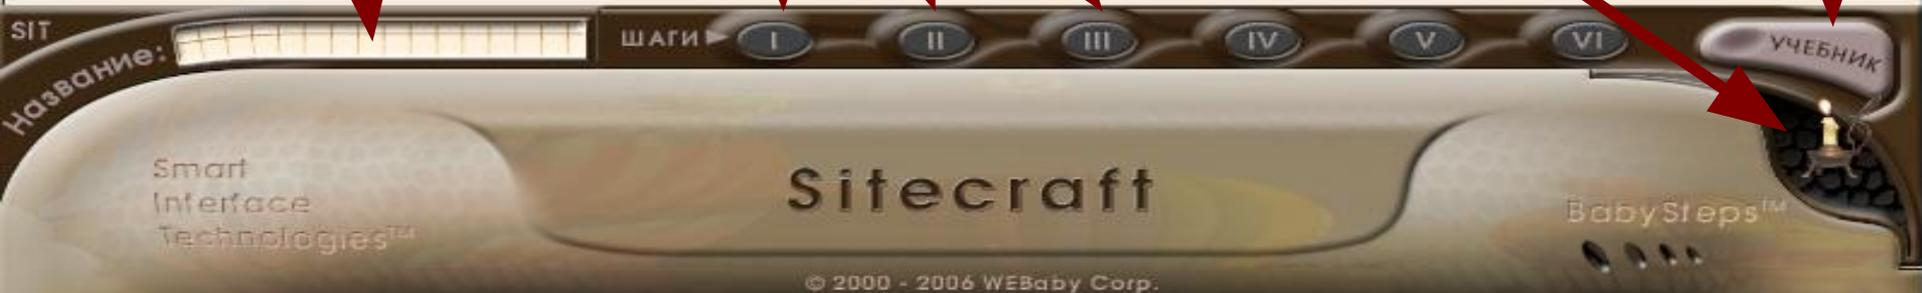 SIT
Название:
ШАГИ I II III IV V VI
УЧЕБНИК
Smart
Interface
Technologies™
Sitecraft
BabySteps™
© 2000 - 2006 WEBaby Corp.